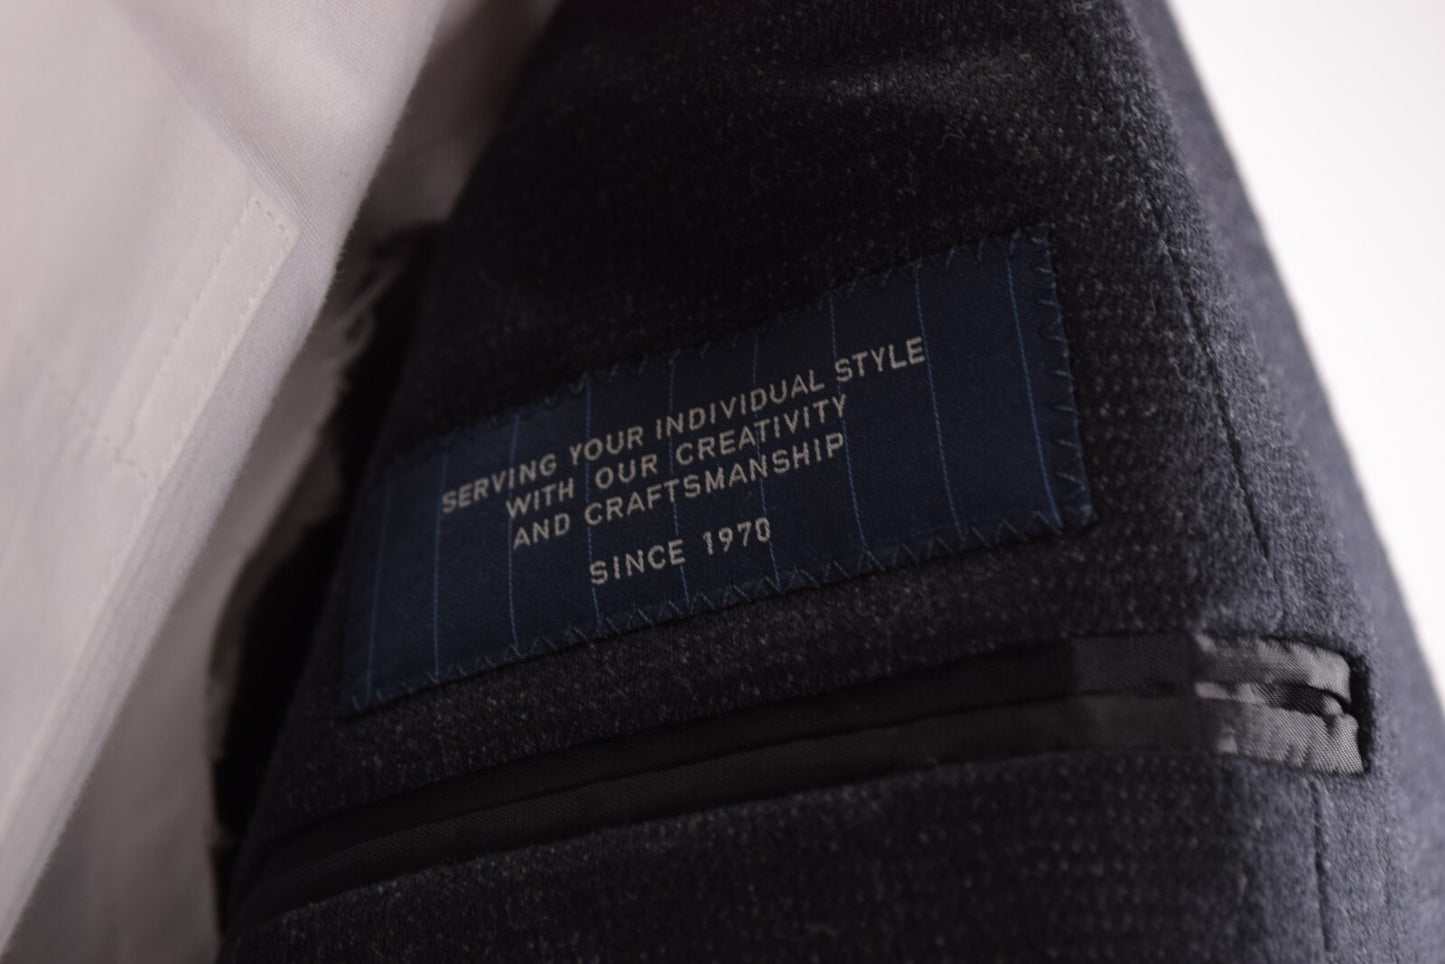 SERVING YOUR INDIVIDUAL STYLE
WITH OUR CREATIVITY
AND CRAFTSMANSHIP
SINCE 1970